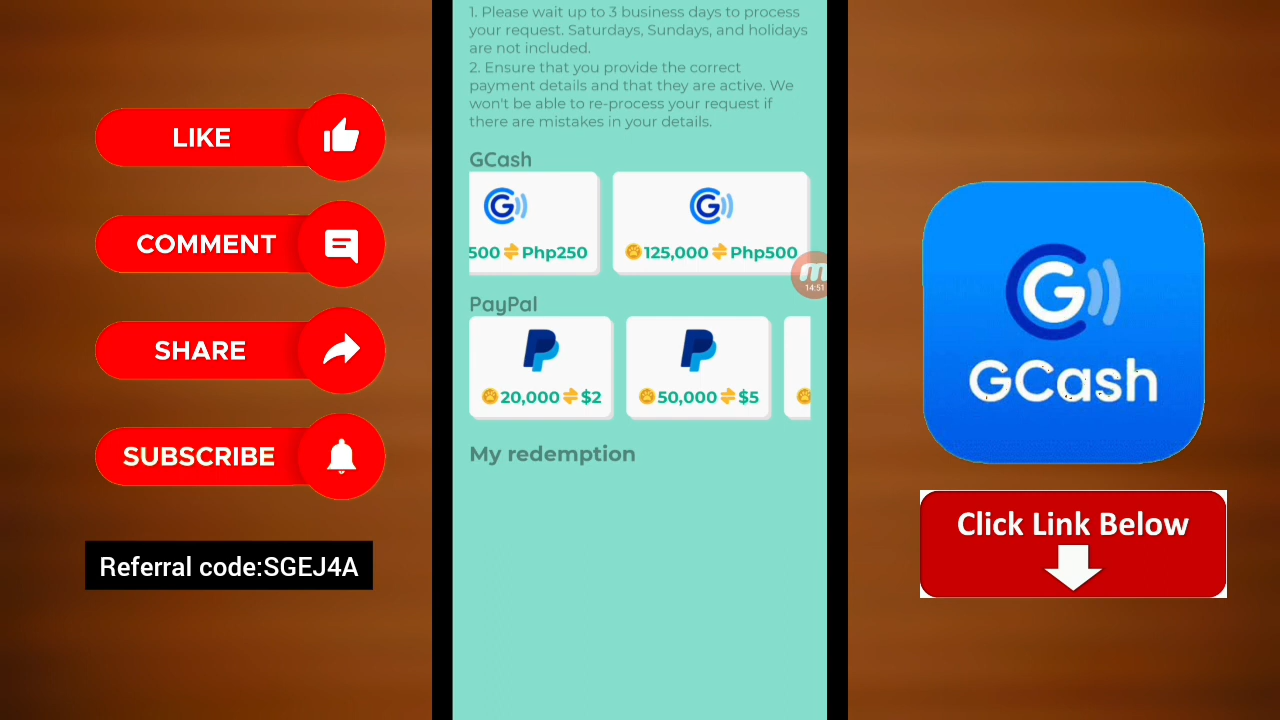 LIKE
COMMENT
SHARE
SUBSCRIBE
Referral code:SGEJ4A
1. Please wait up to 3 business days to process
your request. Saturdays, Sundays, and holidays
are not included.
2. Ensure that you provide the correct
payment details and that they are active. We
won't be able to re-process your request if
there are mistakes in your details.
GCash
500 Php250
125,000 Php500
14:51
PayPal
20,000 $2
50,000 $5
My redemption
GCash
Click Link Below